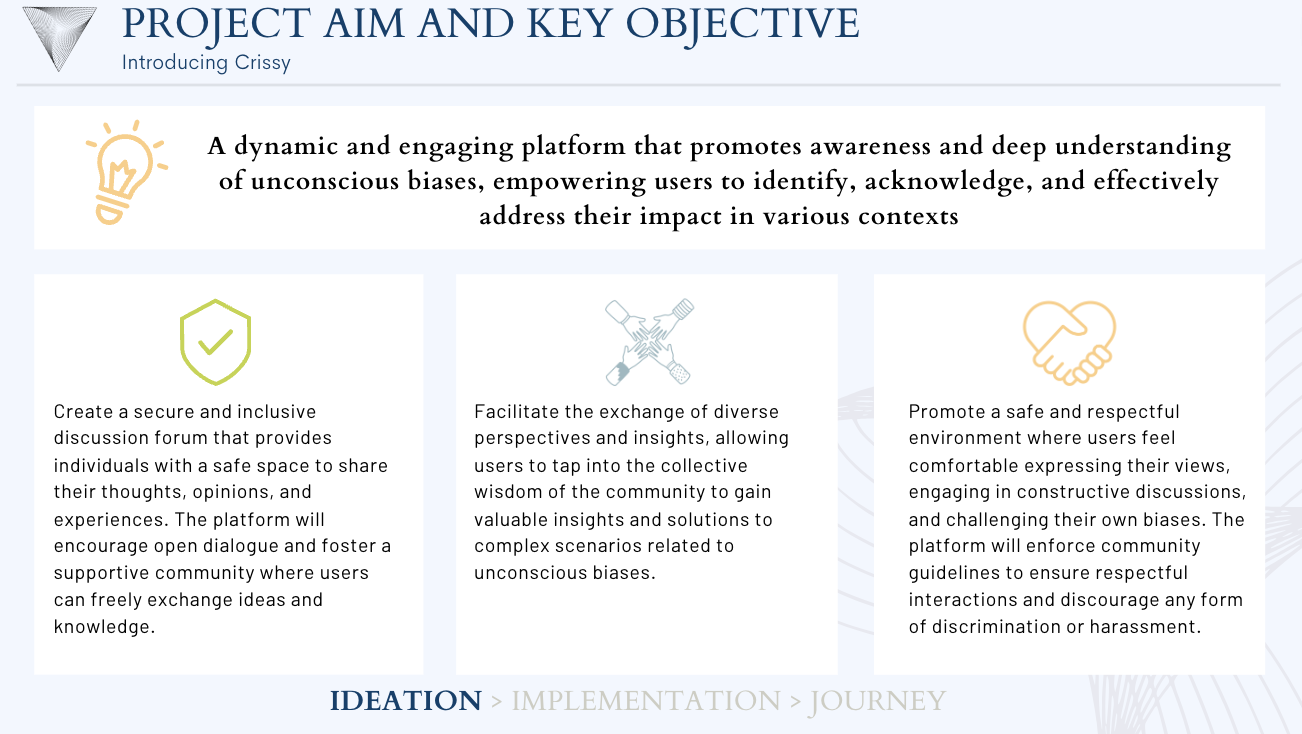 PROJECT AIM AND KEY OBJECTIVE
Introducing Crissy
A dynamic and engaging platform that promotes awareness and deep understanding
of unconscious biases, empowering users to identify, acknowledge, and effectively
address their impact in various contexts
Create a secure and inclusive
discussion forum that provides
individuals with a safe space to share
their thoughts, opinions, and
experiences. The platform will
encourage open dialogue and foster a
supportive community where users
can freely exchange ideas and
knowledge.
Facilitate the exchange of diverse
perspectives and insights, allowing
users to tap into the collective
wisdom of the community to gain
valuable insights and solutions to
complex scenarios related to
unconscious biases.
Promote a safe and respectful
environment where users feel
comfortable expressing their views,
engaging in constructive discussions,
and challenging their own biases. The
platform will enforce community
guidelines to ensure respectful
interactions and discourage any form
of discrimination or harassment.
IDEATION > IMPLEMENTATION > JOURNEY